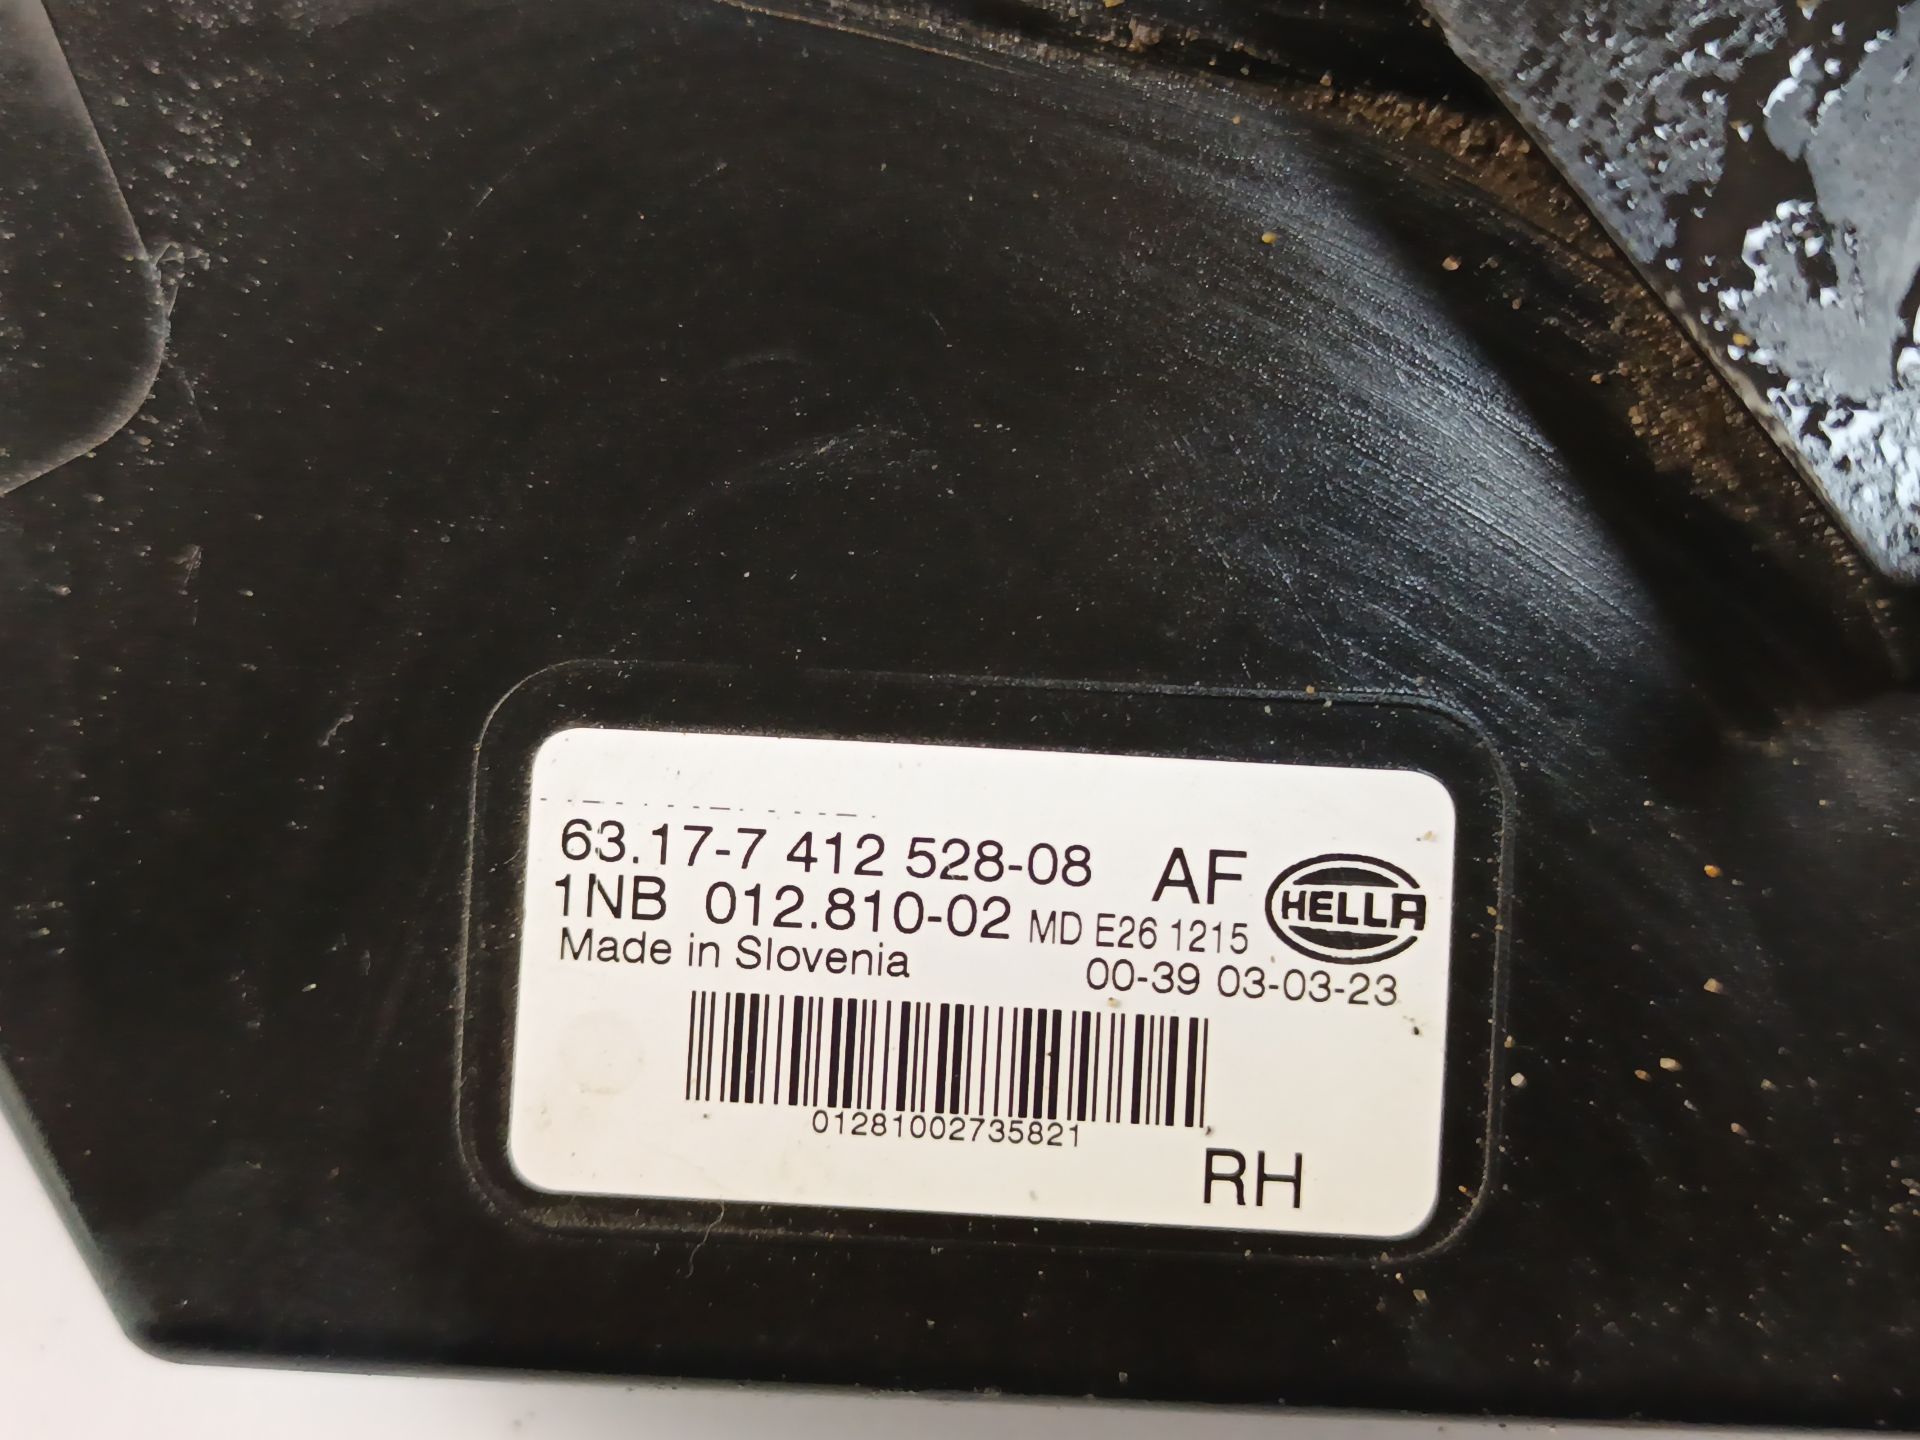 63.17-7 412 528-08 AF
1NB 012.810-02 MD E26 1215 HELLA
Made in Slovenia 00-39 03-03-23
01281002735821
RH